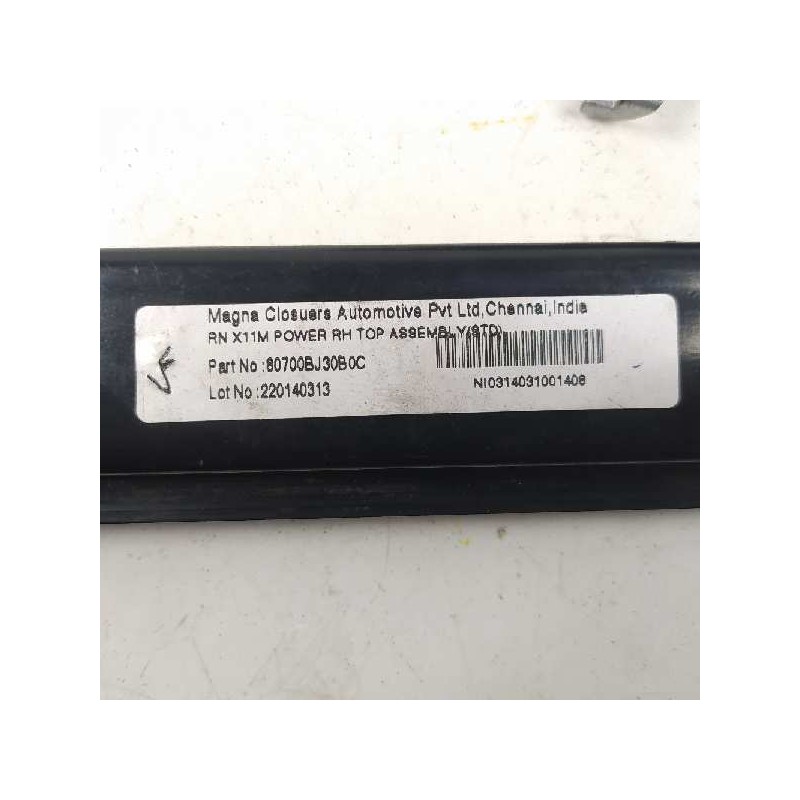 Magna Closuers Automotive Pvt Ltd,Chennai,India
RN X11M POWER RH TOP ASSEMBLY(STD)
Part No :80700BJ30B0C
Lot No :220140313
NI0314031001406